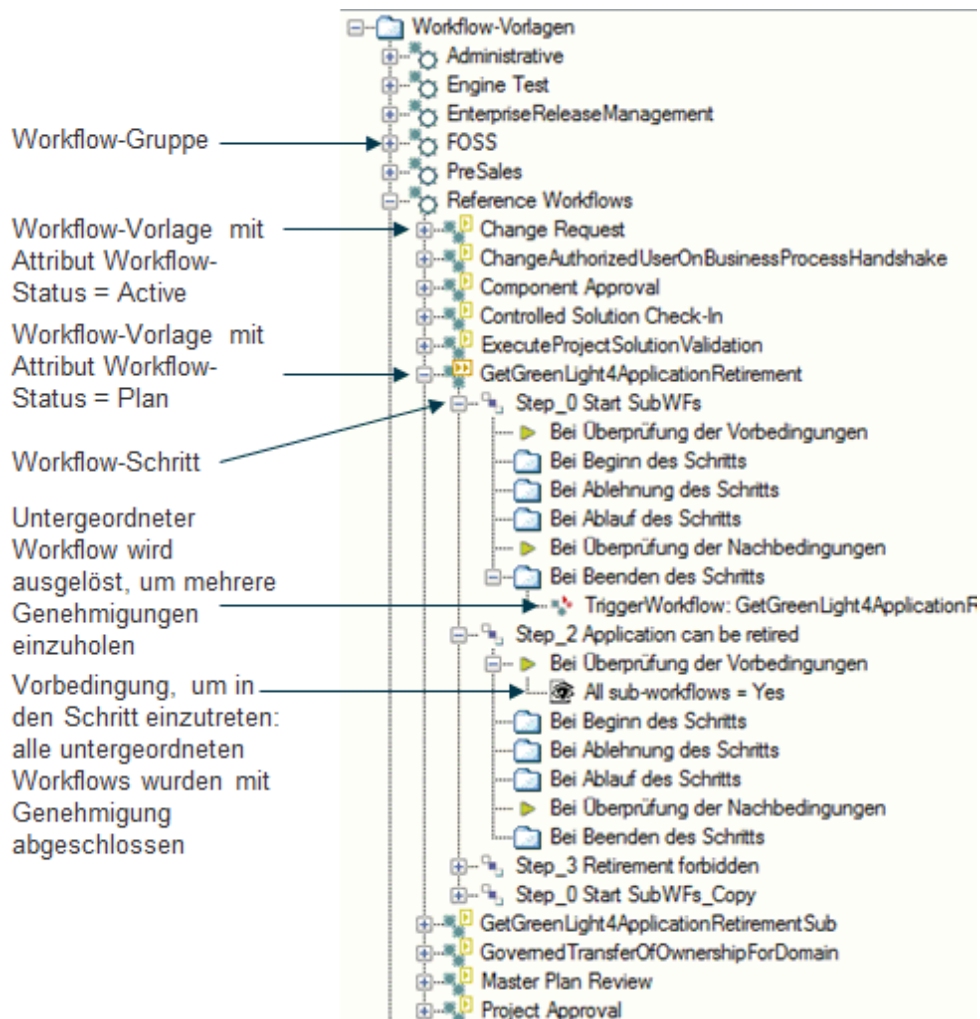 Workflow-Vorlagen
Administrative
Engine Test
EnterpriseReleaseManagement
Workflow-Gruppe
FOSS
PreSales
Reference Workflows
Workflow-Vorlage mit
Attribut Workflow-
Status = Active
Change Request
ChangeAuthorizedUserOnBusinessProcessHandshake
Component Approval
Controlled Solution Check-In
ExecuteProjectSolutionValidation
Workflow-Vorlage mit
Attribut Workflow-
Status = Plan
GetGreenLight4ApplicationRetirement
Step_0 Start SubWFs
Bei Überprüfung der Vorbedingungen
Workflow-Schritt
Bei Beginn des Schritts
Bei Ablehnung des Schritts
Bei Ablauf des Schritts
Bei Überprüfung der Nachbedingungen
Bei Beenden des Schritts
Untergeordneter
Workflow wird
ausgelöst, um mehrere
Genehmigungen
einzuholen
TriggerWorkflow: GetGreenLight4ApplicationR
Step_2 Application can be retired
Bei Überprüfung der Vorbedingungen
Vorbedingung, um in
den Schritt einzutreten:
alle untergeordneten
Workflows wurden mit
Genehmigung
abgeschlossen
All sub-workflows = Yes
Bei Beginn des Schritts
Bei Ablehnung des Schritts
Bei Ablauf des Schritts
Bei Überprüfung der Nachbedingungen
Bei Beenden des Schritts
Step_3 Retirement forbidden
Step_0 Start SubWFs_Copy
GetGreenLight4ApplicationRetirementSub
GovernedTransferOfOwnershipForDomain
Master Plan Review
Project Approval